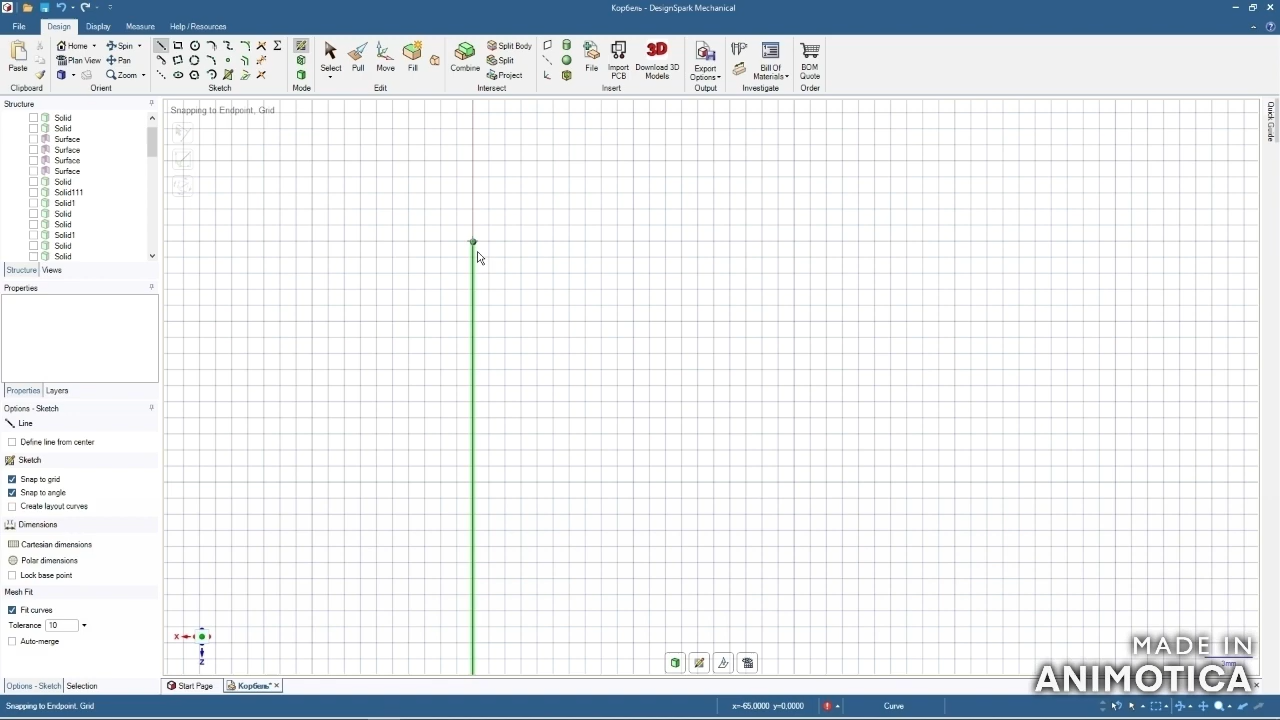 Корбель - DesignSpark Mechanical
File Design Display Measure Help / Resources
Paste
Clipboard
Home
Plan View
Spin
Pan
Zoom
Orient
Sketch
Mode
Select
Pull
Move
Fill
Edit
Combine
Split Body
Split
Project
Intersect
File
Import PCB
Download 3D Models
Insert
Export Options
Output
Bill Of Materials
Investigate
BOM Quote
Order
Structure
Solid
Solid
Surface
Surface
Surface
Surface
Solid
Solid111
Solid1
Solid
Solid
Solid1
Solid
Solid
Structure Views
Properties
Properties Layers
Options - Sketch
Line
Define line from center
Sketch
Snap to grid
Snap to angle
Create layout curves
Dimensions
Cartesian dimensions
Polar dimensions
Lock base point
Mesh Fit
Fit curves
Tolerance 10
Auto-merge
Options - Sketch Selection
Snapping to Endpoint, Grid
Quick Guide
X
Z
3mm
MADE IN
ANIMOTICA
Start Page Корбель*
Snapping to Endpoint, Grid
x=-65,0000 y=0,0000
Curve